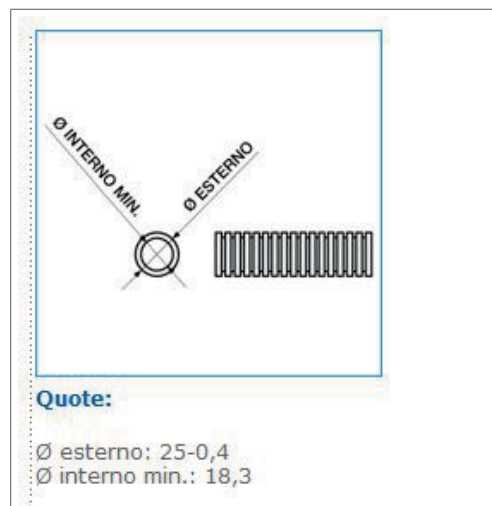 Ø INTERNO MIN.
Ø ESTERNO
Quote:
Ø esterno: 25-0,4
Ø interno min.: 18,3